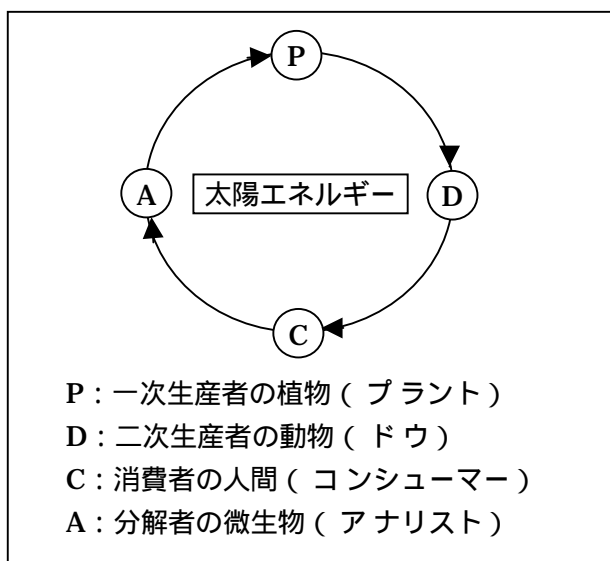 P
A
太陽エネルギー
D
C
P：一次生産者の植物（プラント）
D：二次生産者の動物（ドウ）
C：消費者の人間（コンシューマー）
A：分解者の微生物（アナリスト）